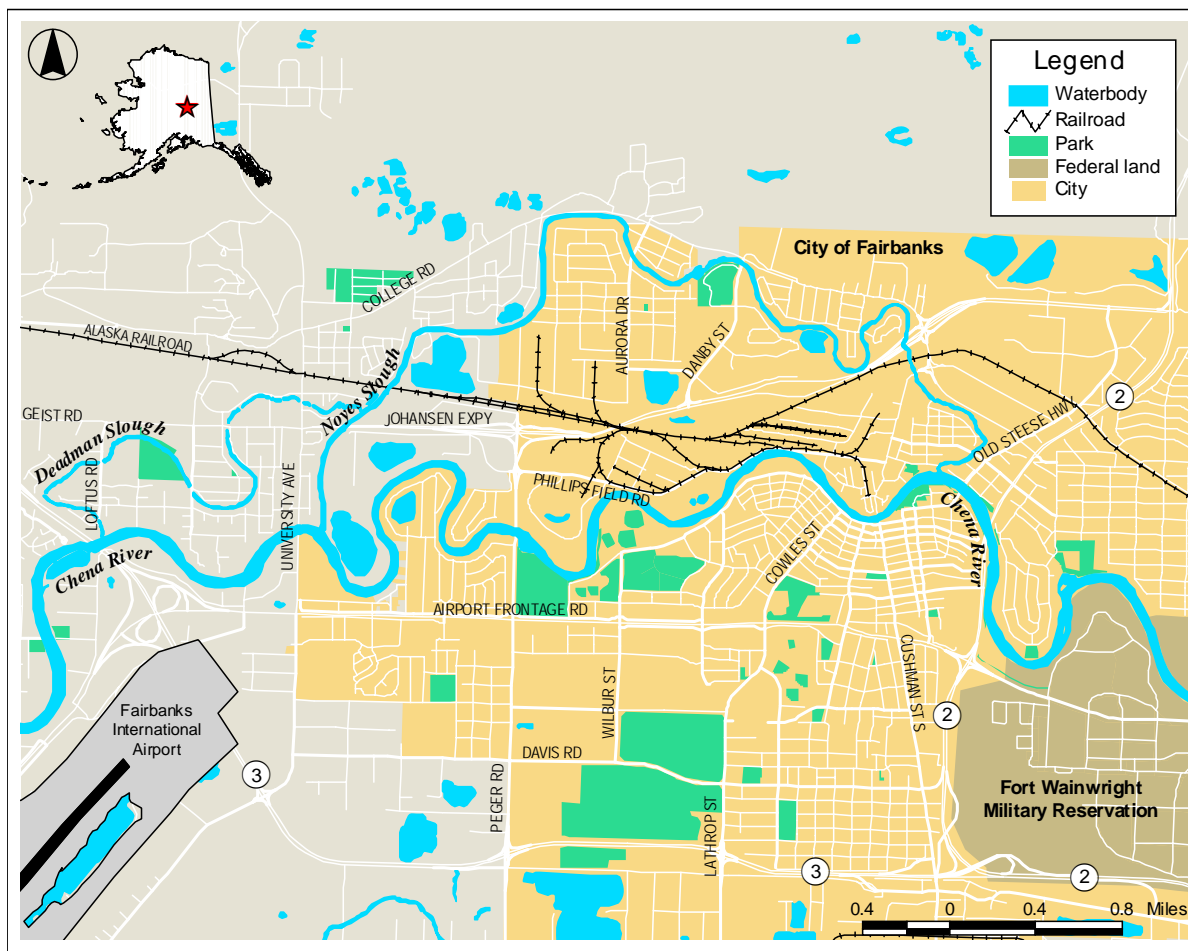 Legend
Waterbody
Railroad
Park
Federal land
City
City of Fairbanks
COLLEGE RD
AURORA DR
DANBY ST
ALASKA RAILROAD
Noyes Slough
2
GEIST RD
JOHANSEN EXPY
OLD STEESE HWY
Deadman Slough
LOFTUS RD
UNIVERSITY AVE
PHILLIPS FIELD RD
Chena River
COWLES ST
Chena River
AIRPORT FRONTAGE RD
CUSHMAN ST S
WILBUR ST
Fairbanks
International
Airport
2
DAVIS RD
3
PEGER RD
Fort Wainwright
Military Reservation
LATHROP ST
3
2
0.4 0 0.4 0.8 Miles